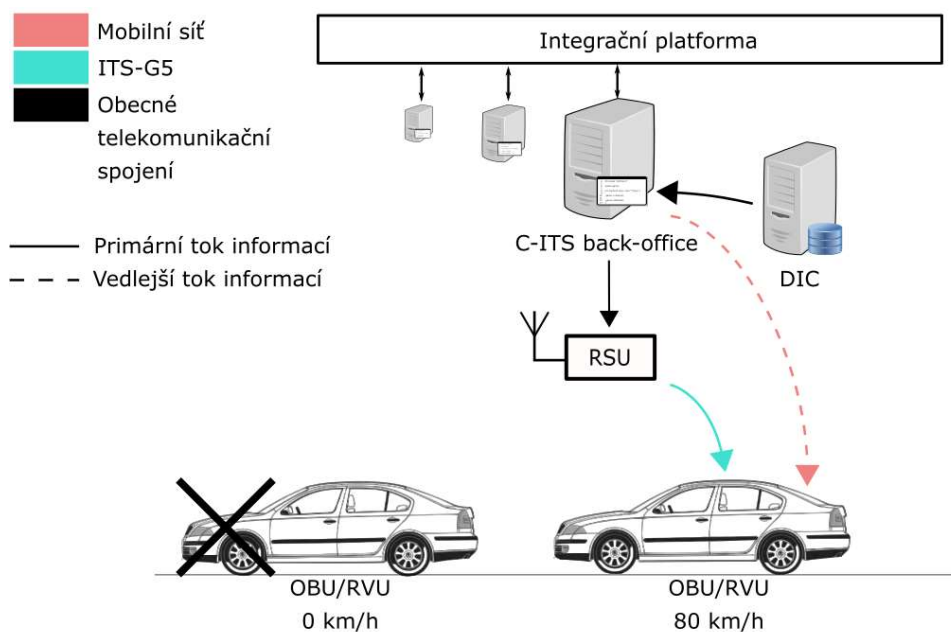 Mobilní síť
ITS-G5
Obecné
telekomunikační
spojení
Primární tok informací
Vedlejší tok informací
Integrační platforma
C-ITS back-office
DIC
RSU
OBU/RVU
0 km/h
OBU/RVU
80 km/h